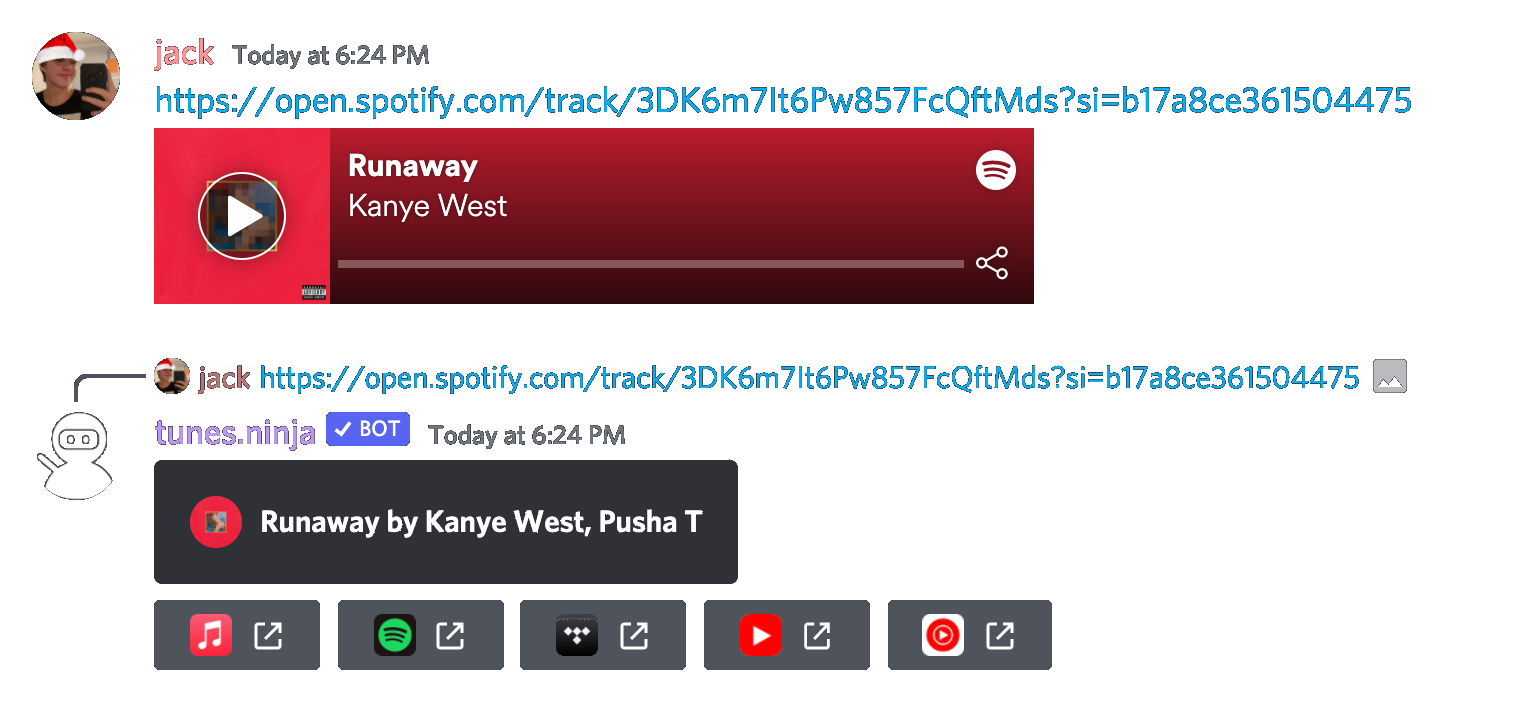 jack Today at 6:24 PM
https://open.spotify.com/track/3DK6m7It6Pw857FcQftMds?si=b17a8ce361504475
Runaway
Kanye West
jack https://open.spotify.com/track/3DK6m7It6Pw857FcQftMds?si=b17a8ce361504475
tunes.ninja BOT Today at 6:24 PM
Runaway by Kanye West, Pusha T